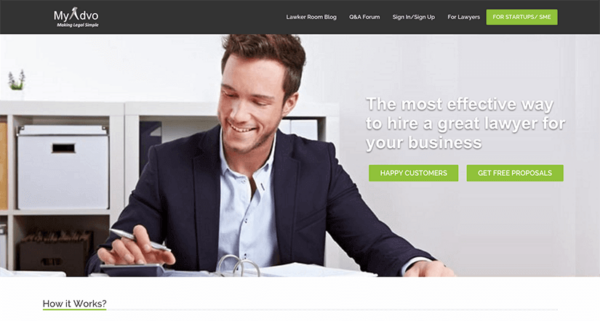 MyAdvo
Making Legal Simple
Lawker Room Blog
Q&A Forum
Sign In/Sign Up
For Lawyers
FOR STARTUPS/ SME
The most effective way
to hire a great lawyer for
your business
HAPPY CUSTOMERS
GET FREE PROPOSALS
How it Works?